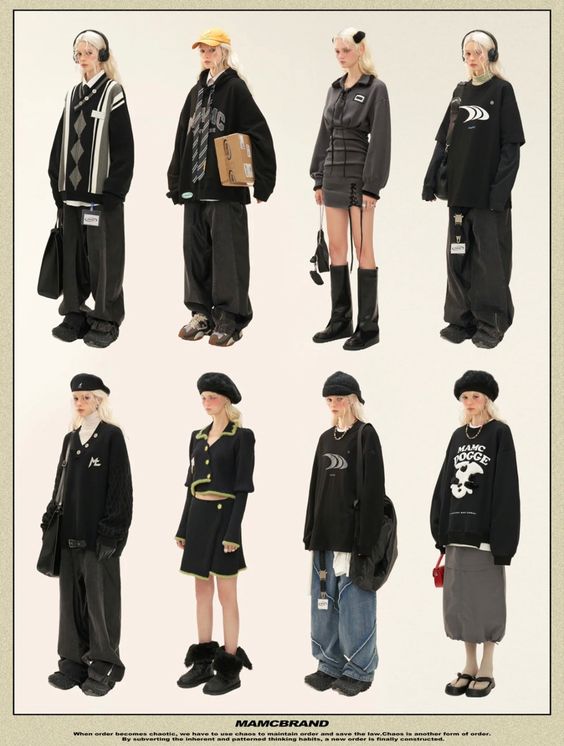 MAMC
MAMC
DOGGE
MAMCBRAND
When order becomes chaotic, we have to use chaos to maintain order and save the law.Chaos is another form of order.
By subverting the inherent and patterned thinking habits, a new order is finally constructed.